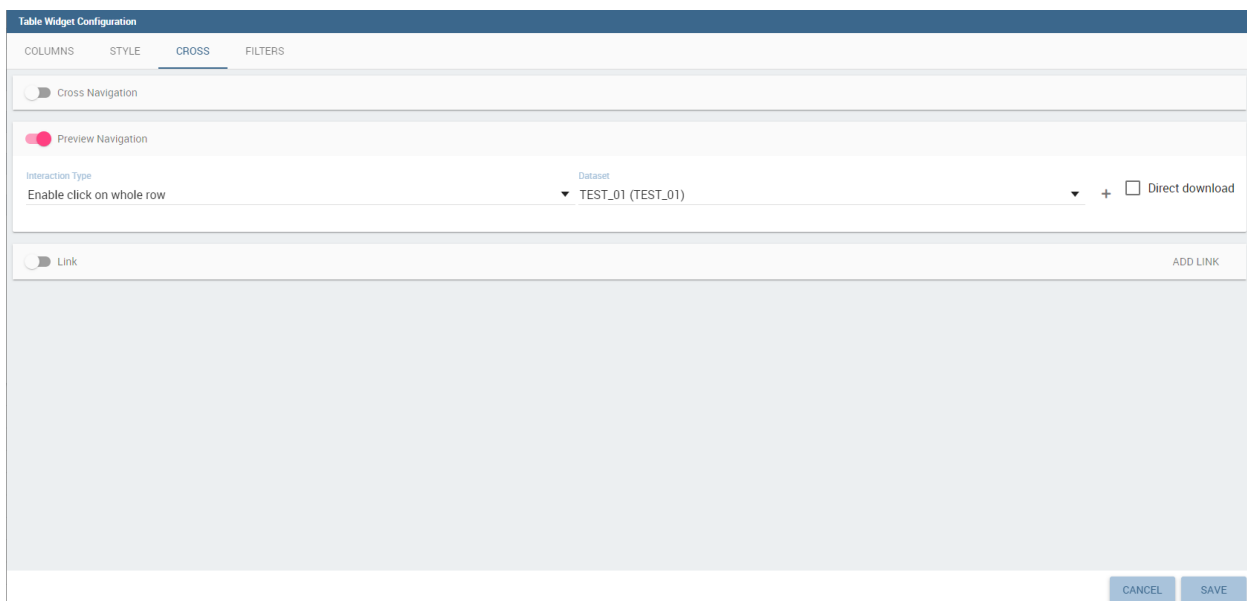 Table Widget Configuration
COLUMNS STYLE CROSS FILTERS
Cross Navigation
Preview Navigation
Interaction Type Dataset
Enable click on whole row TEST_01 (TEST_01) + Direct download
Link ADD LINK
CANCEL SAVE